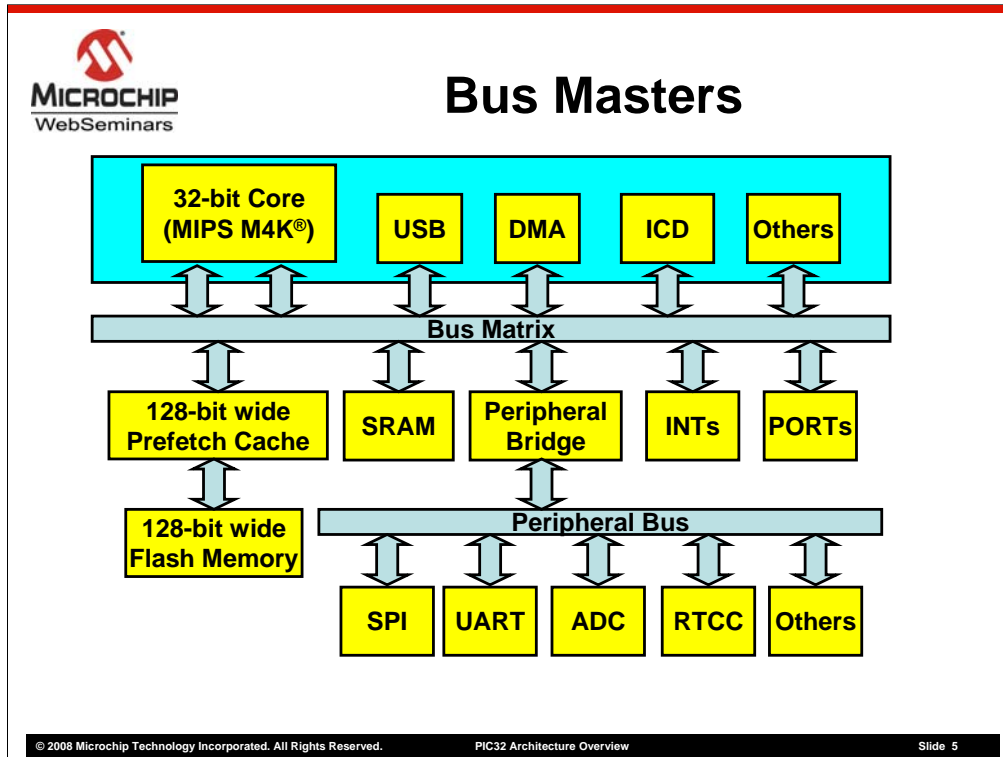 MICROCHIP
WebSeminars
Bus Masters
32-bit Core
(MIPS M4K®)
USB
DMA
ICD
Others
Bus Matrix
128-bit wide
Prefetch Cache
SRAM
Peripheral
Bridge
INTs
PORTs
128-bit wide
Flash Memory
Peripheral Bus
SPI
UART
ADC
RTCC
Others
© 2008 Microchip Technology Incorporated. All Rights Reserved.
PIC32 Architecture Overview
Slide 5